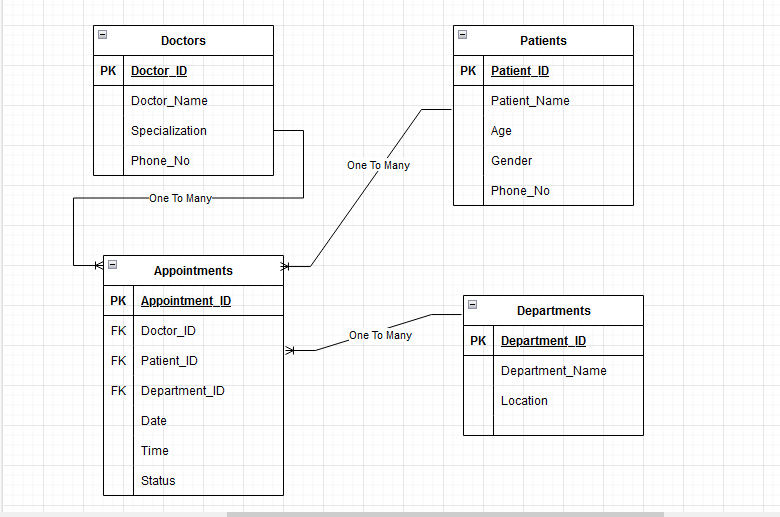 Doctors
PK Doctor_ID
Doctor_Name
Specialization
Phone_No
Patients
PK Patient_ID
Patient_Name
Age
Gender
Phone_No
One To Many
One To Many
Appointments
PK Appointment_ID
FK Doctor_ID
FK Patient_ID
FK Department_ID
Date
Time
Status
One To Many
Departments
PK Department_ID
Department_Name
Location